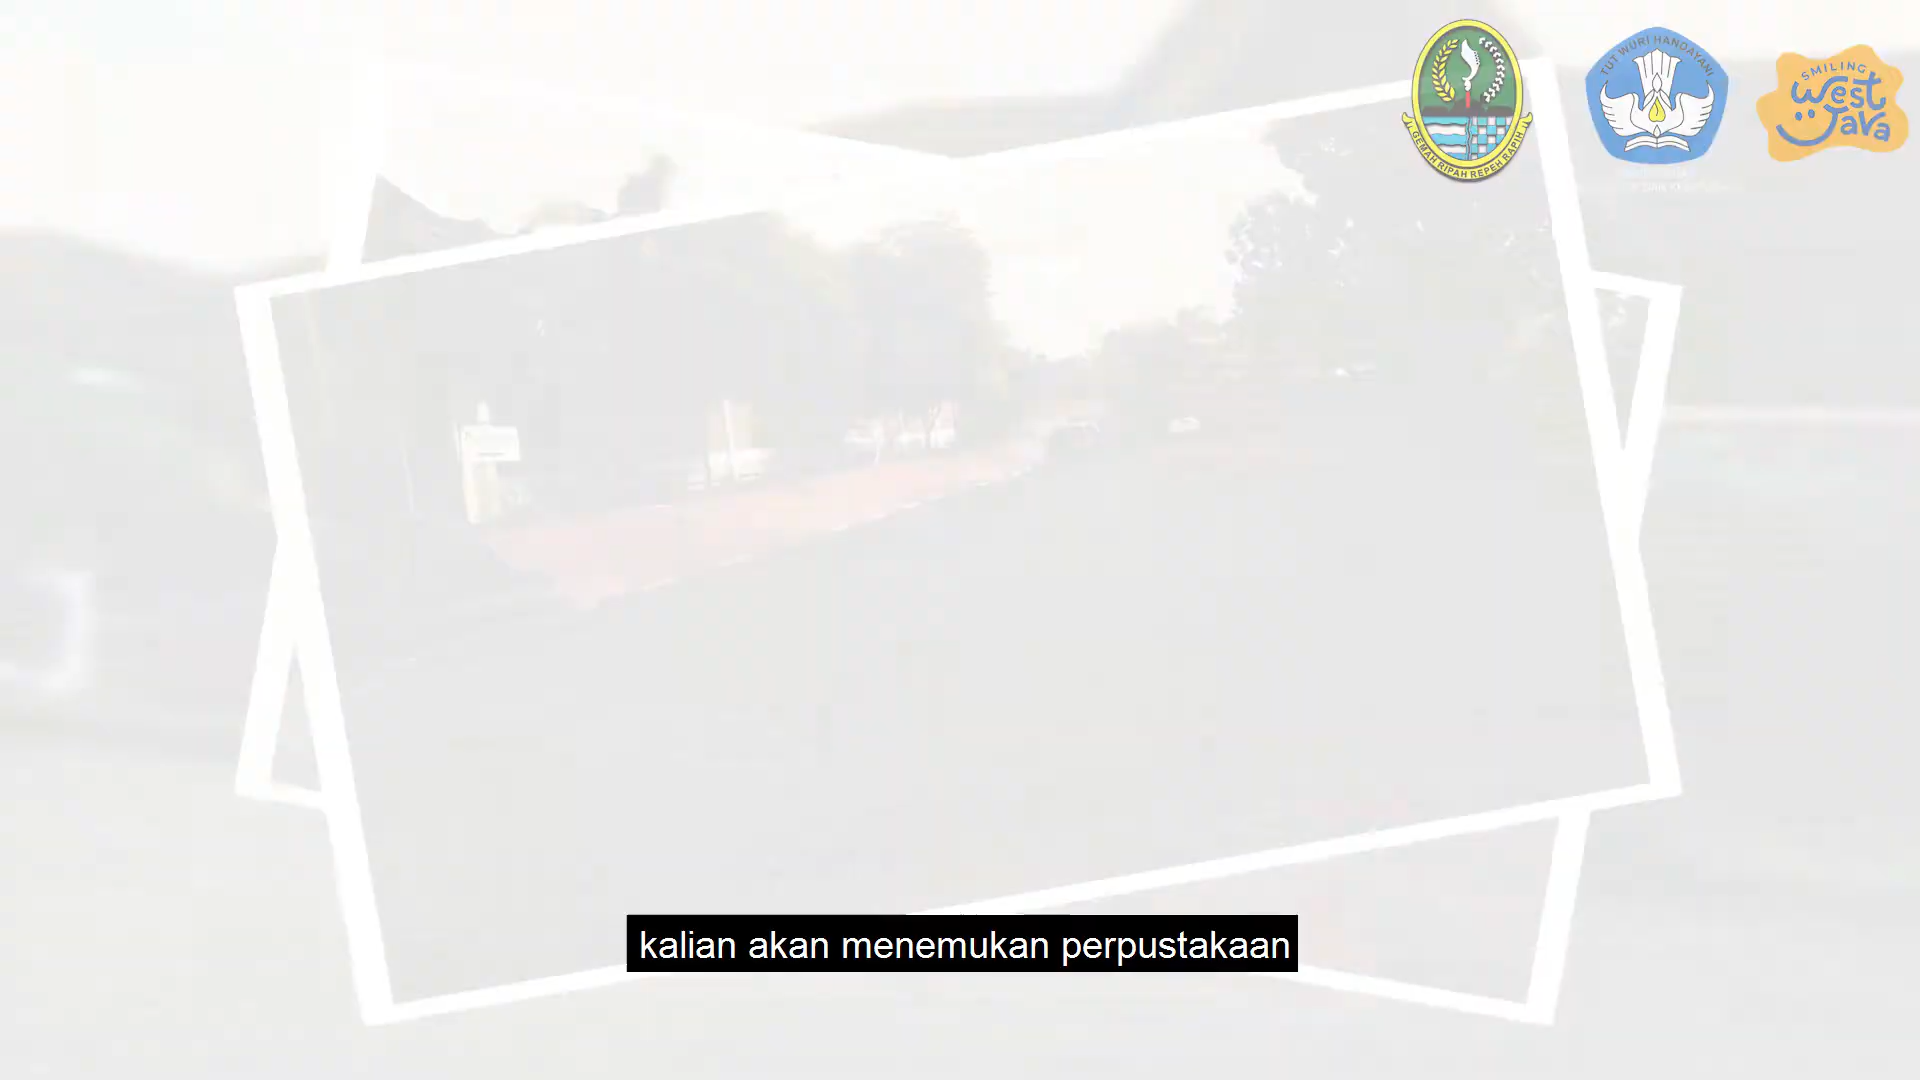 GEMAH RIPAH REPEH RAPIH
TUT WURI HANDAYANI
SMILING
West
Java
kalian akan menemukan perpustakaan